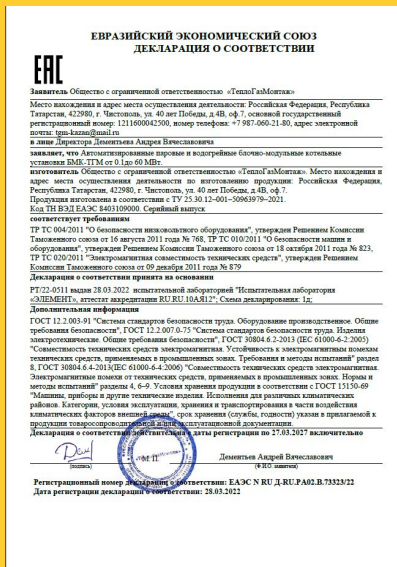 ЕВРАЗИЙСКИЙ ЭКОНОМИЧЕСКИЙ СОЮЗ
ДЕКЛАРАЦИЯ О СООТВЕТСТВИИ
ЕАС
Заявитель Общество с ограниченной ответственностью «ТеплоГазМонтаж»
Место нахождения и адрес места осуществления деятельности: Российская Федерация, Республика
Татарстан, 422980, г. Чистополь, ул. 40 лет Победы, д.4В, оф.7, основной государственный
регистрационный номер: 1211600042500, номер телефона: +7 987-060-21-80, адрес электронной
почты: tgm-kazan@mail.ru
в лице Директора Дементьева Андрея Вячеславовича
заявляет, что Автоматизированные паровые и водогрейные блочно-модульные котельные
установки БМК-ТГМ от 0.1до 60 МВт.
изготовитель Общество с ограниченной ответственностью «ТеплоГазМонтаж». Место нахождения и
адрес места осуществления деятельности по изготовлению продукции: Российская Федерация,
Республика Татарстан, 422980, г. Чистополь, ул. 40 лет Победы, д.4В, оф.7.
Продукция изготовлена в соответствии с ТУ 25.30.12–001–50963979–2021.
Код ТН ВЭД ЕАЭС 8403109000. Серийный выпуск
соответствует требованиям
ТР ТС 004/2011 "О безопасности низковольтного оборудования", утвержден Решением Комиссии
Таможенного союза от 16 августа 2011 года № 768, ТР ТС 010/2011 "О безопасности машин и
оборудования", утвержден Решением Комиссии Таможенного союза от 18 октября 2011 года № 823,
ТР ТС 020/2011 "Электромагнитная совместимость технических средств", утвержден Решением
Комиссии Таможенного союза от 09 декабря 2011 года № 879
Декларация о соответствии принята на основании
РТ/22-0511 выдан 28.03.2022 испытательной лабораторией "Испытательная лаборатория
«ЭЛЕМЕНТ», аттестат аккредитации RU.RU.10АЯ12"; Схема декларирования: 1д;
Дополнительная информация
ГОСТ 12.2.003-91 "Система стандартов безопасности труда. Оборудование производственное. Общие
требования безопасности", ГОСТ 12.2.007.0-75 "Система стандартов безопасности труда. Изделия
электротехнические. Общие требования безопасности", ГОСТ 30804.6.2-2013 (IEC 61000-6-2:2005)
"Совместимость технических средств электромагнитная. Устойчивость к электромагнитным помехам
технических средств, применяемых в промышленных зонах. Требования и методы испытаний" раздел
8, ГОСТ 30804.6.4-2013(IEC 61000-6-4:2006) "Совместимость технических средств электромагнитная.
Электромагнитные помехи от технических средств, применяемых в промышленных зонах. Нормы и
методы испытаний" разделы 4, 6–9. Условия хранения продукции в соответствии с ГОСТ 15150-69
"Машины, приборы и другие технические изделия. Исполнения для различных климатических
районов. Категории, условия эксплуатации, хранения и транспортирования в части воздействия
климатических факторов внешней среды", срок хранения (службы, годности) указан в прилагаемой к
продукции товаросопроводительной и/или эксплуатационной документации.
Декларация о соответствии действительна с даты регистрации по 27.03.2027 включительно
М.П.
Дементьев Андрей Вячеславович
(подпись)
(Ф.И.О. заявителя)
Регистрационный номер декларации о соответствии: ЕАЭС N RU Д-RU.РА02.В.73323/22
Дата регистрации декларации о соответствии: 28.03.2022